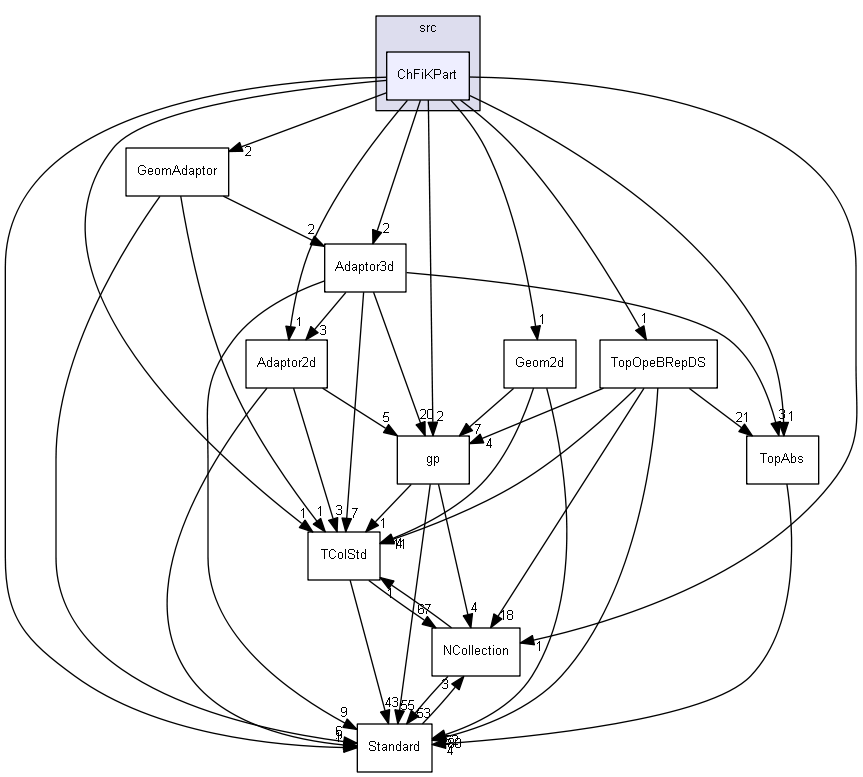 src
ChFiKPart
GeomAdaptor
2
2
2
Adaptor3d
1
3
1
1
Adaptor2d
Geom2d
TopOpeBRepDS
5
20
2
7
4
21
3
1
gp
TopAbs
1
1
3
7
1
TColStd
1
67
4
18
1
NCollection
3
9
43
55
53
Standard
4